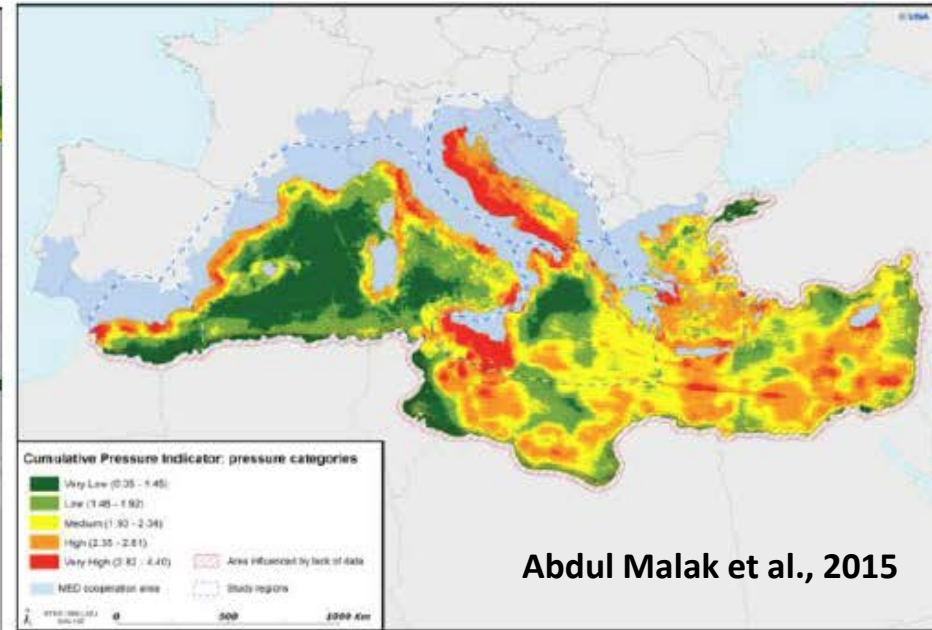 © UMA
Cumulative Pressure Indicator: pressure categories
Very Low (0.35 - 1.45)
Low (1.46 - 1.92)
Medium (1.93 - 2.34)
High (2.35 - 2.81)
Very High (2.82 - 4.40)
Area influenced by lack of data
MED cooperation area
Study regions
0 500 1000 Km
Abdul Malak et al., 2015